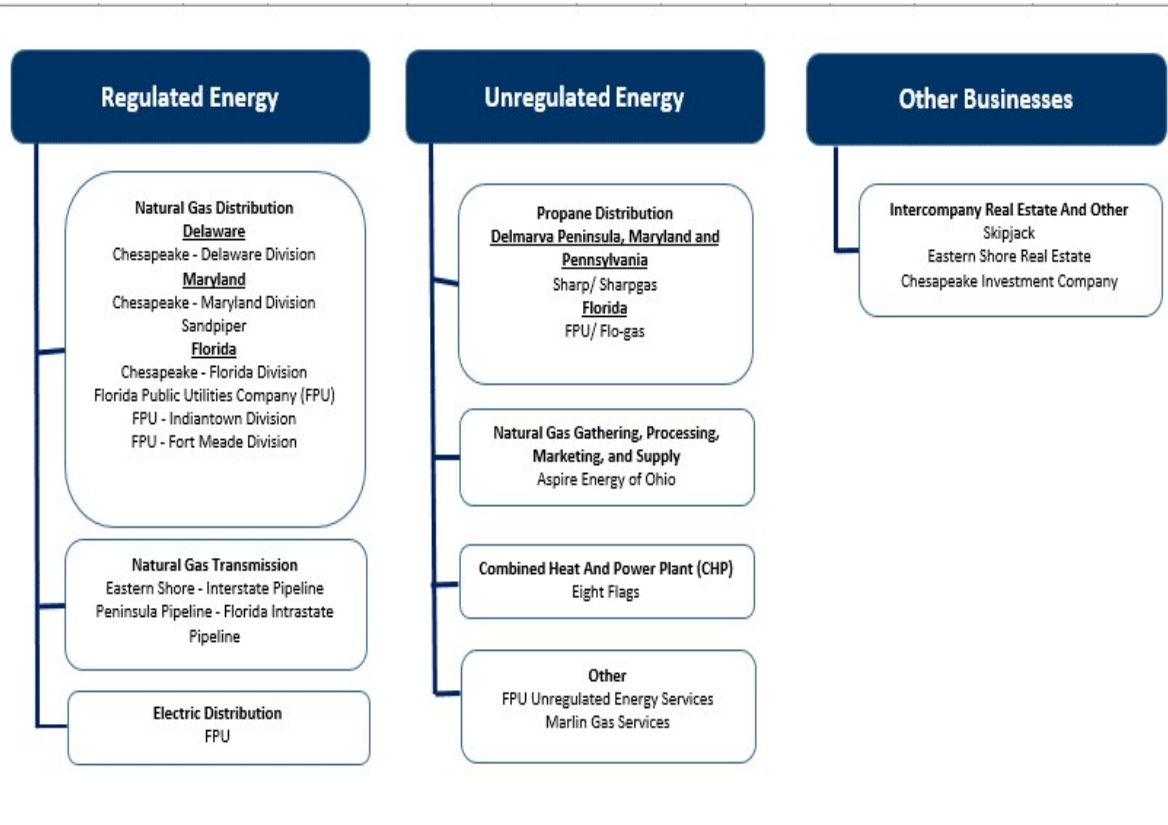 Regulated Energy
Natural Gas Distribution
Delaware
Chesapeake - Delaware Division
Maryland
Chesapeake - Maryland Division
Sandpiper
Florida
Chesapeake - Florida Division
Florida Public Utilities Company (FPU)
FPU - Indiantown Division
FPU - Fort Meade Division
Natural Gas Transmission
Eastern Shore - Interstate Pipeline
Peninsula Pipeline - Florida Intrastate
Pipeline
Electric Distribution
FPU
Unregulated Energy
Propane Distribution
Delmarva Peninsula, Maryland and
Pennsylvania
Sharp/ Sharpgas
Florida
FPU/ Flo-gas
Natural Gas Gathering, Processing,
Marketing, and Supply
Aspire Energy of Ohio
Combined Heat And Power Plant (CHP)
Eight Flags
Other
FPU Unregulated Energy Services
Marlin Gas Services
Other Businesses
Intercompany Real Estate And Other
Skipjack
Eastern Shore Real Estate
Chesapeake Investment Company